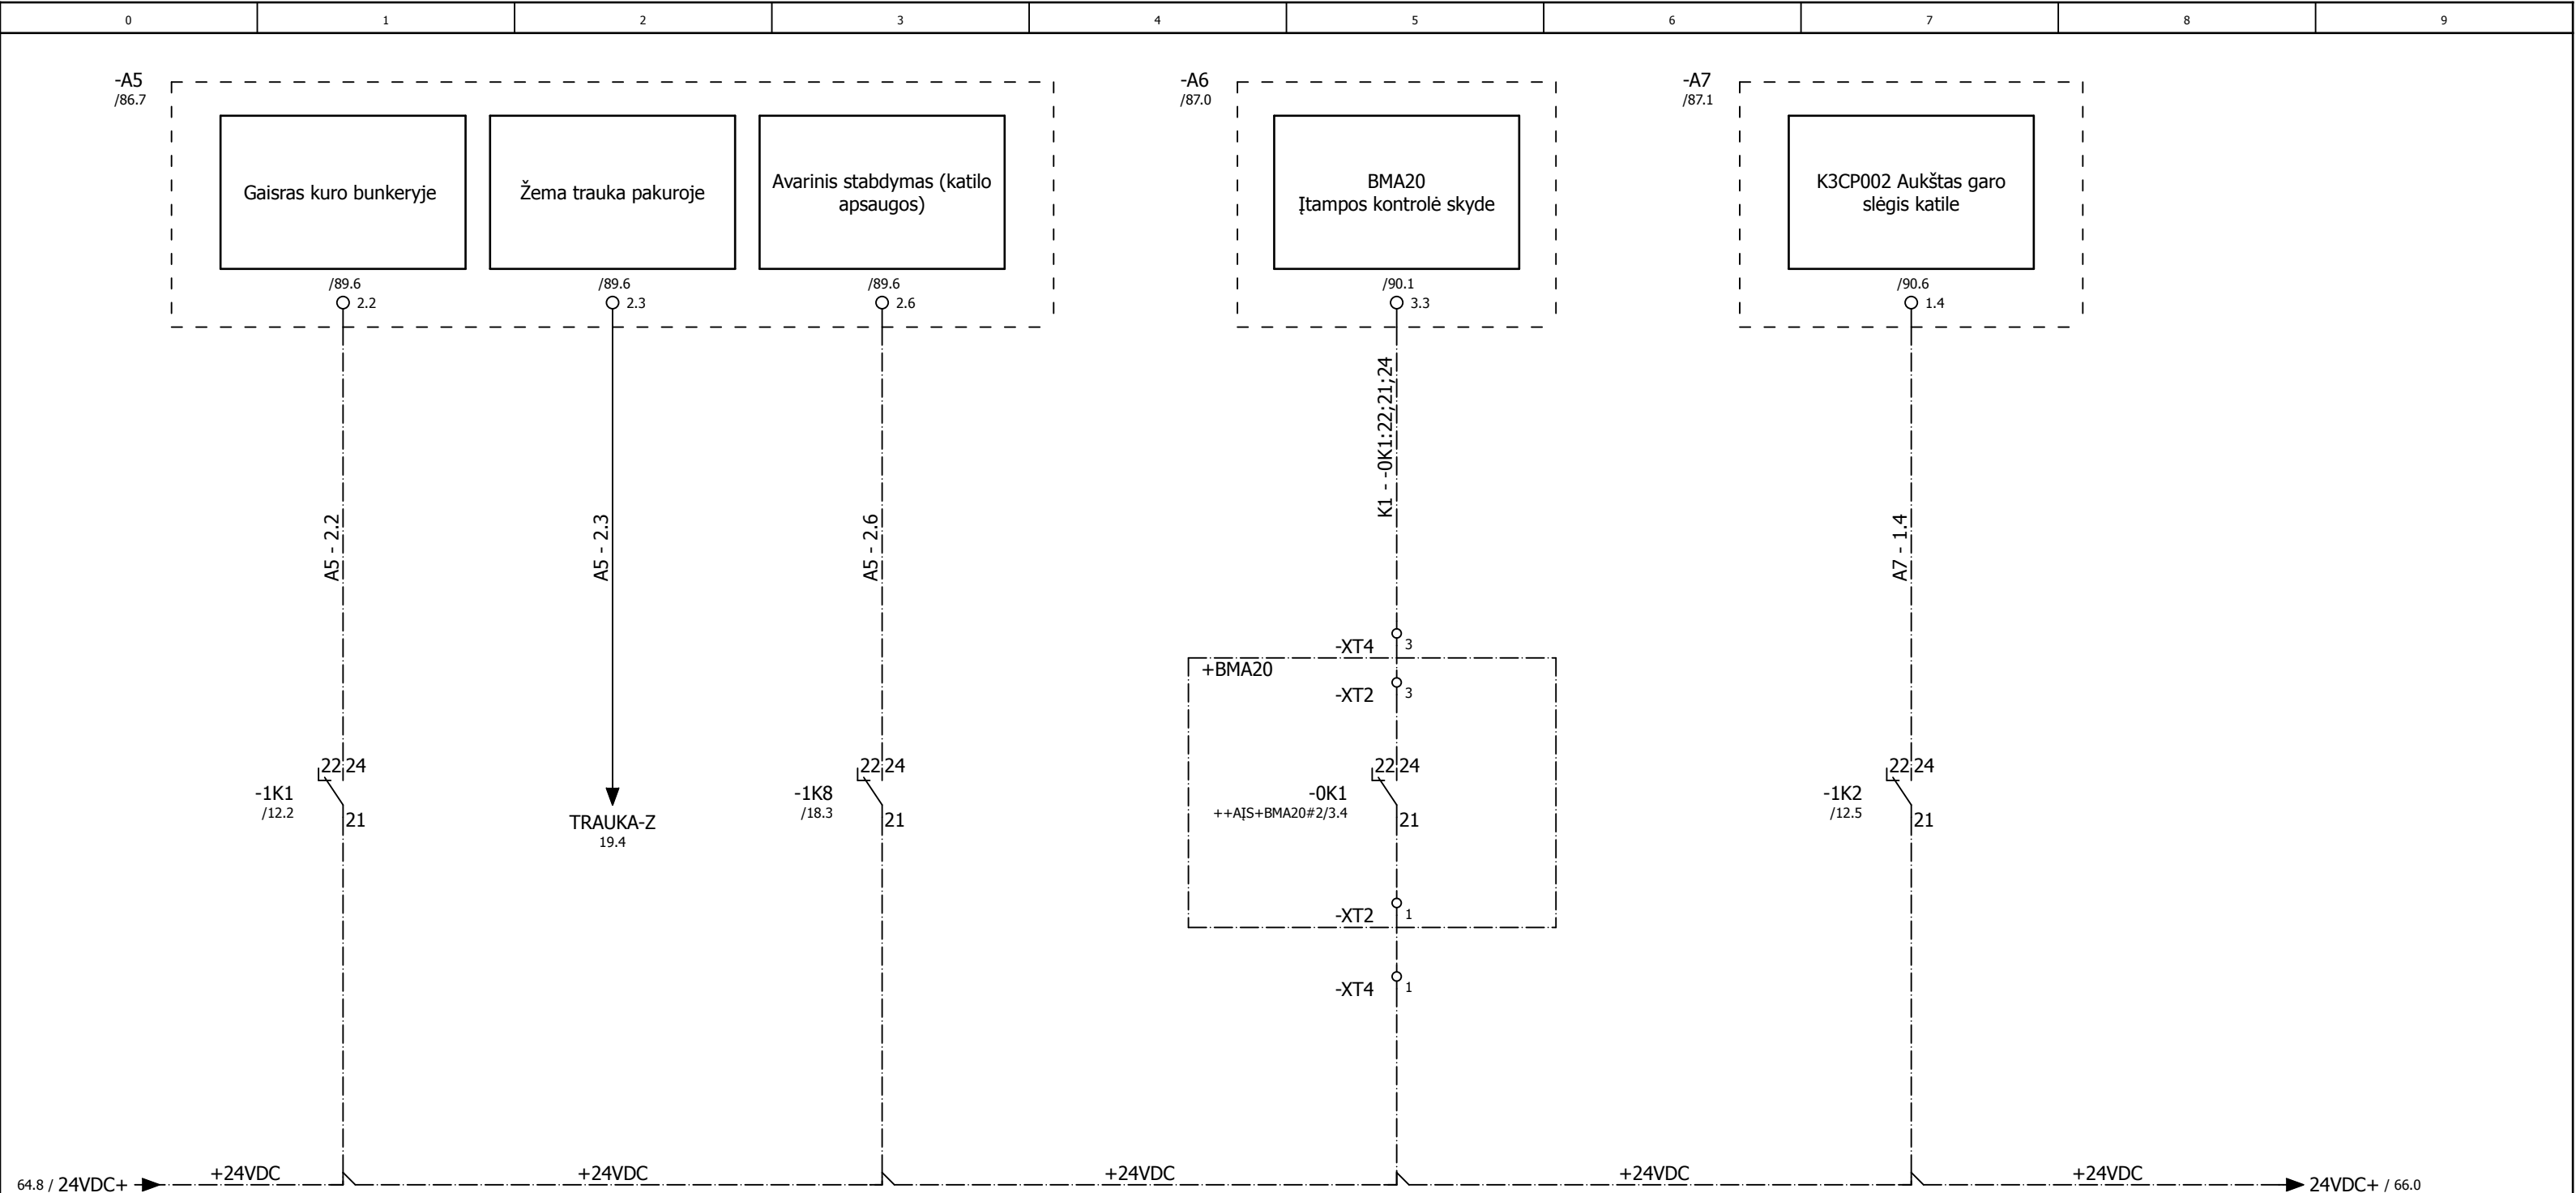 0 1 2 3 4 5 6 7 8 9
-A5
/86.7
Gaisras kuro bunkeryje
/89.6
2.2
Žema trauka pakuroje
/89.6
2.3
Avarinis stabdymas (katilo
apsaugos)
/89.6
2.6
-A6
/87.0
BMA20
Įtampos kontrolė skyde
/90.1
3.3
-A7
/87.1
K3CP002 Aukštas garo
slėgis katile
/90.6
1.4
A5 - 2.2
A5 - 2.3
A5 - 2.6
K1 - -0K1:22;21;24
A7 - 1.4
-XT4 3
+BMA20
-XT2 3
22 24
-1K1
/12.2
21
TRAUKA-Z
19.4
22 24
-1K8
/18.3
21
22 24
-0K1
++AĮS+BMA20#2/3.4
21
22 24
-1K2
/12.5
21
-XT2 1
-XT4 1
64.8 / 24VDC+ +24VDC +24VDC +24VDC +24VDC +24VDC 24VDC+ / 66.0